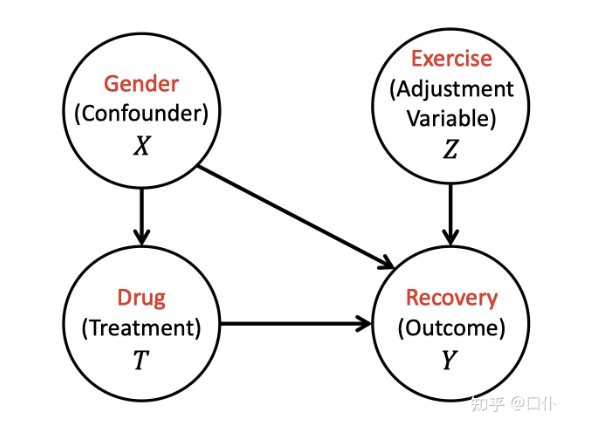 Gender
(Confounder)
X
Exercise
(Adjustment
Variable)
Z
Drug
(Treatment)
T
Recovery
(Outcome)
Y
知乎 @口仆